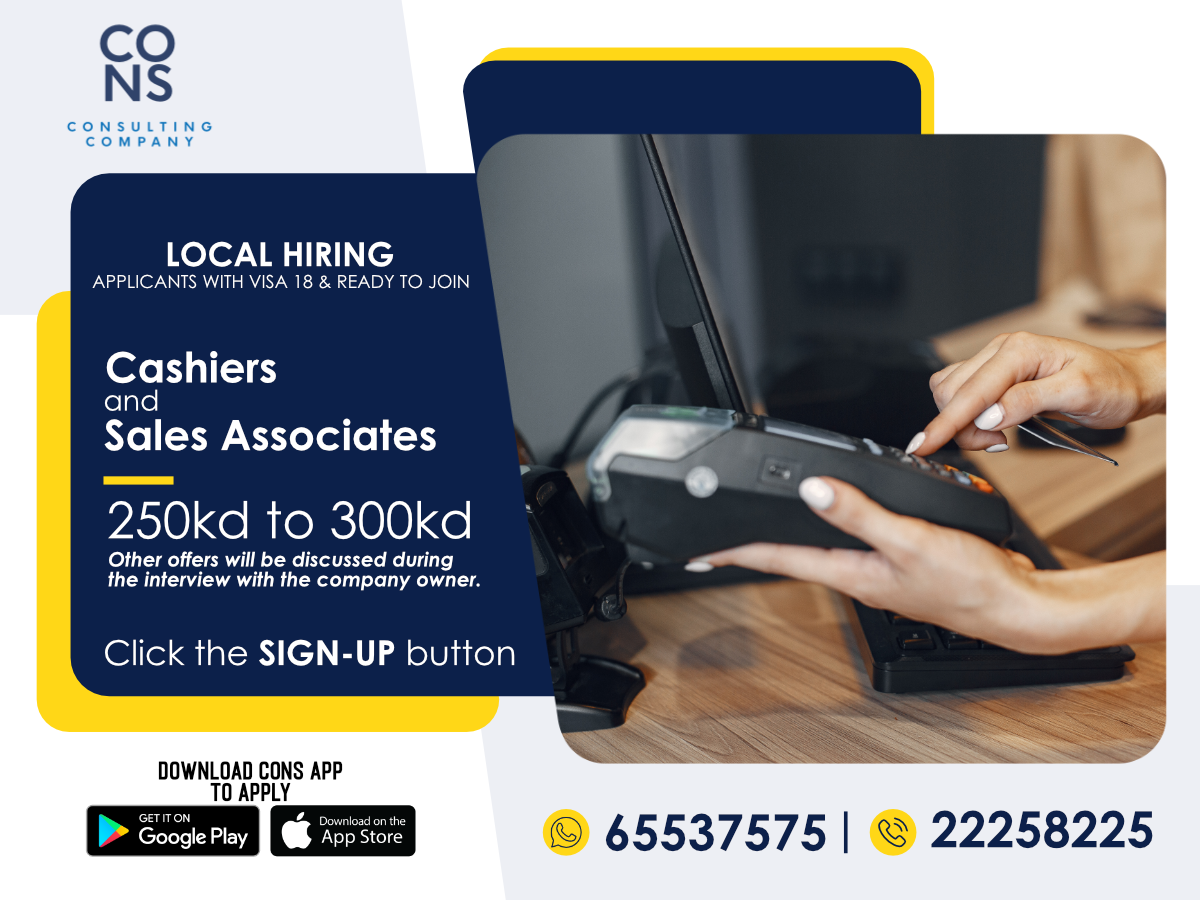 CO
NS
CONSULTING
COMPANY
LOCAL HIRING
APPLICANTS WITH VISA 18 & READY TO JOIN
Cashiers
and
Sales Associates
250kd to 300kd
Other offers will be discussed during
the interview with the company owner.
Click the SIGN-UP button
DOWNLOAD CONS APP
TO APPLY
GET IT ON
Google Play
Download on the
App Store
65537575 | 22258225